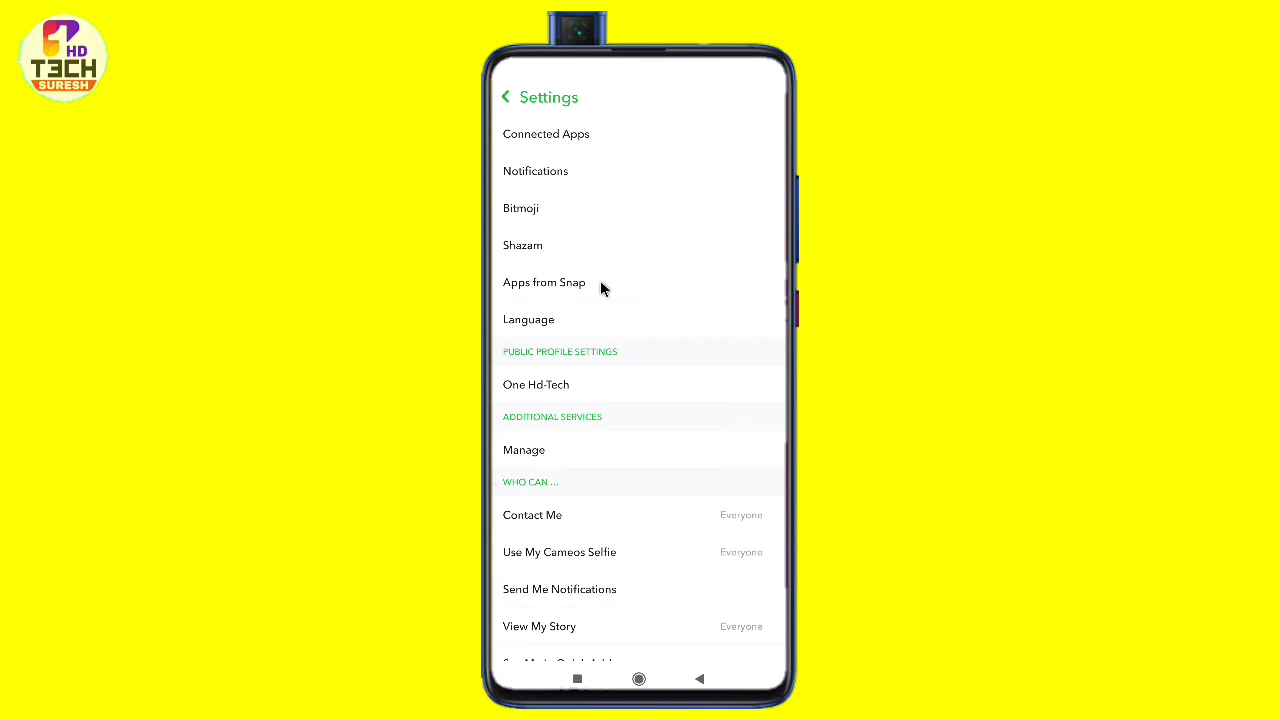 HD
TECH
SURESH
Settings
Connected Apps
Notifications
Bitmoji
Shazam
Apps from Snap
Language
PUBLIC PROFILE SETTINGS
One Hd-Tech
ADDITIONAL SERVICES
Manage
WHO CAN ...
Contact Me Everyone
Use My Cameos Selfie Everyone
Send Me Notifications
View My Story Everyone